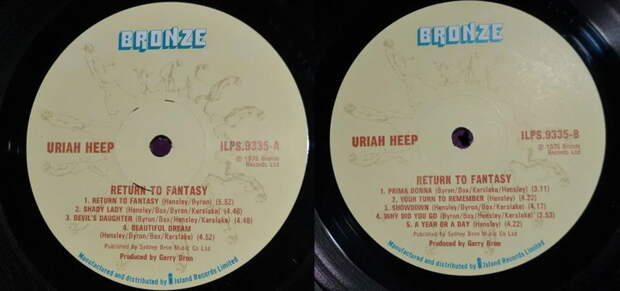 BRONZE
URIAH HEEP
ILPS.9335-A
℗ 1975 Bronze
Records Ltd
RETURN TO FANTASY
1. RETURN TO FANTASY (Hensley/Byron) (5.52)
2. SHADY LADY (Hensley/Box/Byron/Kerslake) (4.46)
3. DEVIL'S DAUGHTER (Byron/Box/Hensley/Kerslake) (4.48)
4. BEAUTIFUL DREAM
(Hensley/Byron/Box/Kerslake) (4.52)
Published by Sydney Bron Music Co Ltd
Produced by Gerry Bron
Manufactured and distributed by Island Records Limited
BRONZE
URIAH HEEP
ILPS.9335-B
℗ 1975 Bronze
Records Ltd
RETURN TO FANTASY
1. PRIMA DONNA (Byron/Box/Kerslake/Hensley) (3.11)
2. YOUR TURN TO REMEMBER (Hensley) (4.22)
3. SHOWDOWN (Hensley/Box/Byron/Kerslake) (4.17)
4. WHY DID YOU GO (Byron/Box/Kerslake/Hensley) (3.53)
5. A YEAR OR A DAY (Hensley) (4.22)
Published by Sydney Bron Music Co Ltd
Produced by Gerry Bron
Manufactured and distributed by Island Records Limited